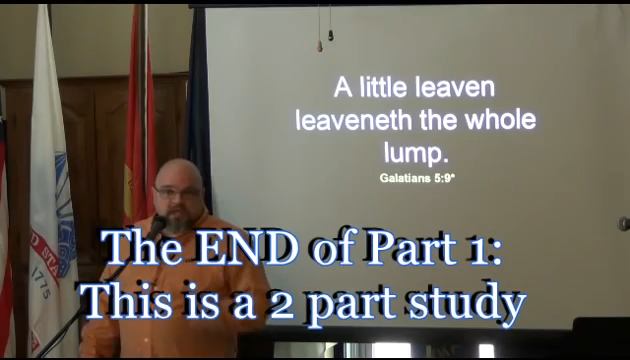 A little leaven
leaveneth the whole
lump.
Galatians 5:9*
The END of Part 1:
This is a 2 part study
1775